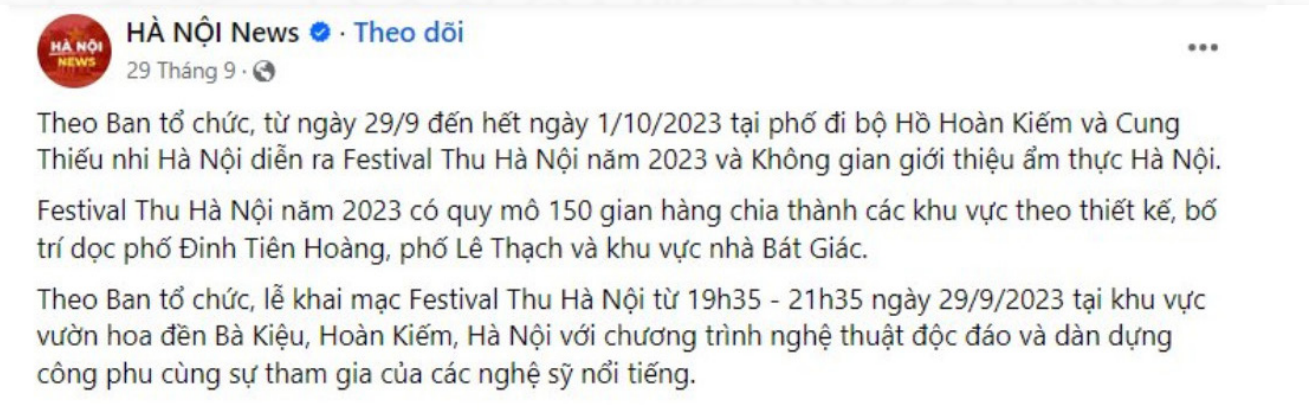 HÀ NỘI News · Theo dõi
HÀ NỘI
NEWS
29 Tháng 9 ·
Theo Ban tổ chức, từ ngày 29/9 đến hết ngày 1/10/2023 tại phố đi bộ Hồ Hoàn Kiếm và Cung
Thiếu nhi Hà Nội diễn ra Festival Thu Hà Nội năm 2023 và Không gian giới thiệu ẩm thực Hà Nội.
Festival Thu Hà Nội năm 2023 có quy mô 150 gian hàng chia thành các khu vực theo thiết kế, bố
trí dọc phố Đinh Tiên Hoàng, phố Lê Thạch và khu vực nhà Bát Giác.
Theo Ban tổ chức, lễ khai mạc Festival Thu Hà Nội từ 19h35 - 21h35 ngày 29/9/2023 tại khu vực
vườn hoa đền Bà Kiệu, Hoàn Kiếm, Hà Nội với chương trình nghệ thuật độc đáo và dàn dựng
công phu cùng sự tham gia của các nghệ sỹ nổi tiếng.